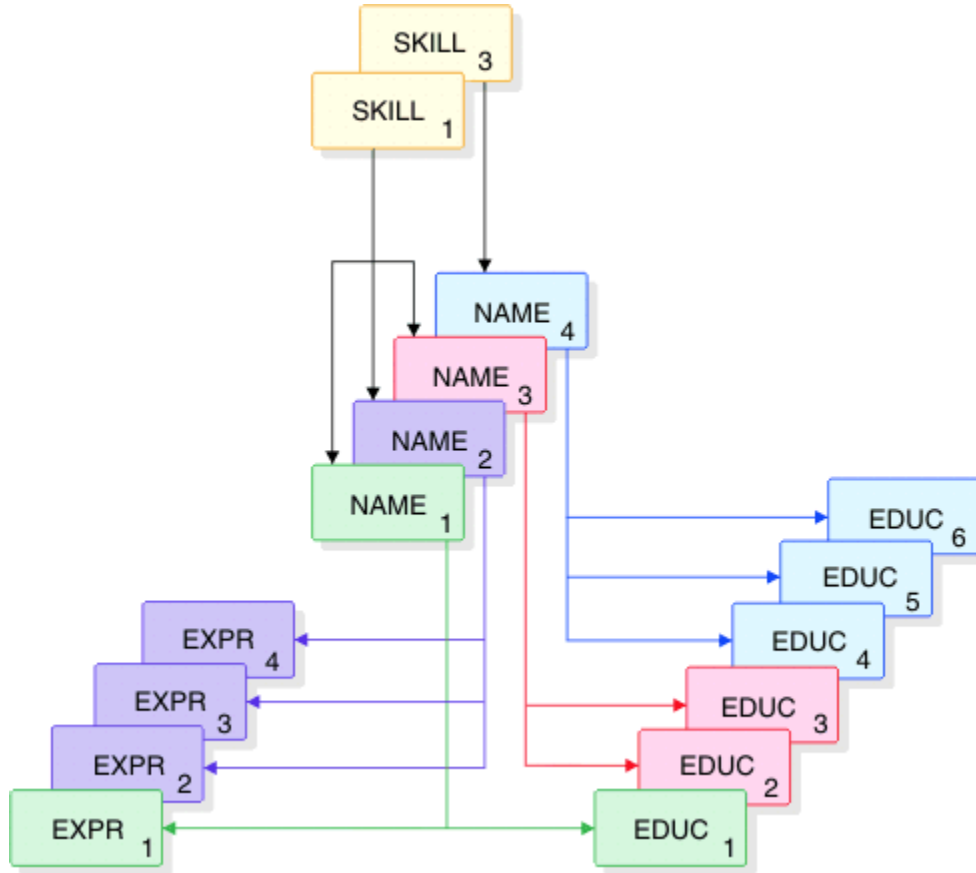 SKILL 3
SKILL 1
NAME 4
NAME 3
NAME 2
NAME 1
EDUC 6
EDUC 5
EDUC 4
EDUC 3
EDUC 2
EDUC 1
EXPR 4
EXPR 3
EXPR 2
EXPR 1